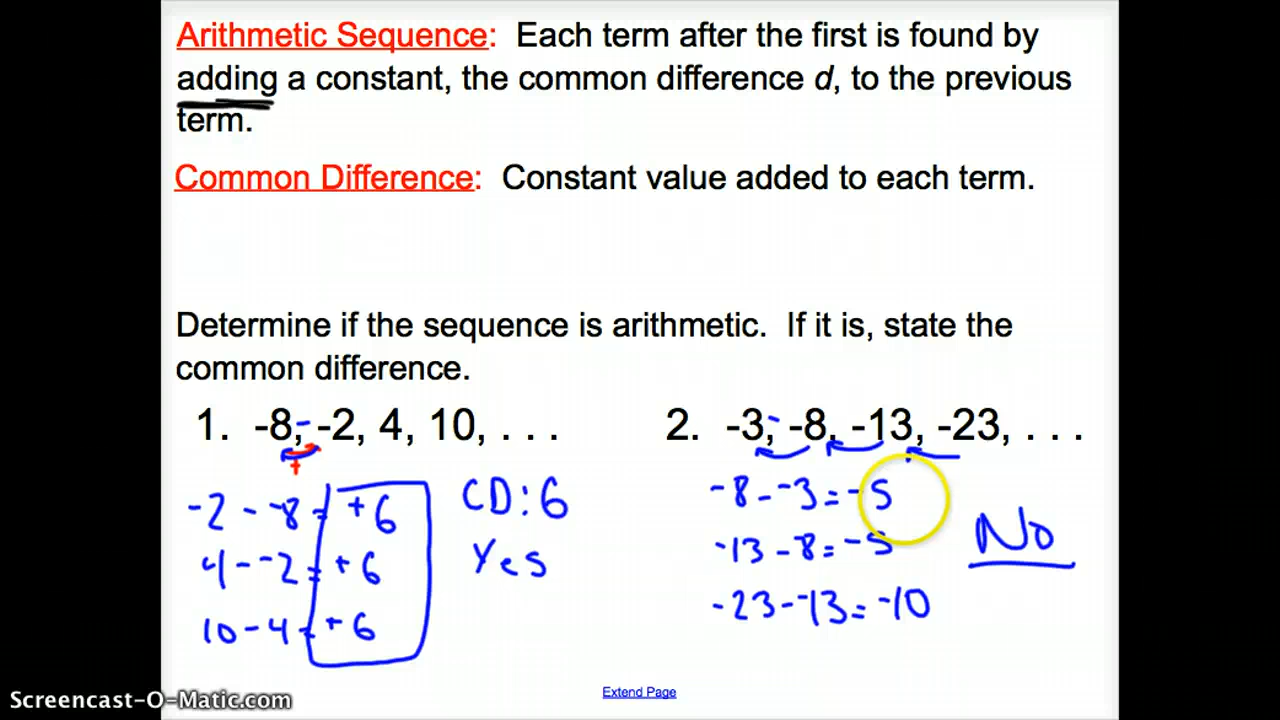 Arithmetic Sequence: Each term after the first is found by
adding a constant, the common difference d, to the previous
term.
Common Difference: Constant value added to each term.
Determine if the sequence is arithmetic. If it is, state the
common difference.
1. -8, -2, 4, 10, . . .
+
-2 - -8 = +6
4 - -2 = +6
10 - 4 = +6
CD: 6
Yes
2. -3, -8, -13, -23, . . .
-8 - -3 = -5
-13 - -8 = -5
-23 - -13 = -10
No
Extend Page
Screencast-O-Matic.com